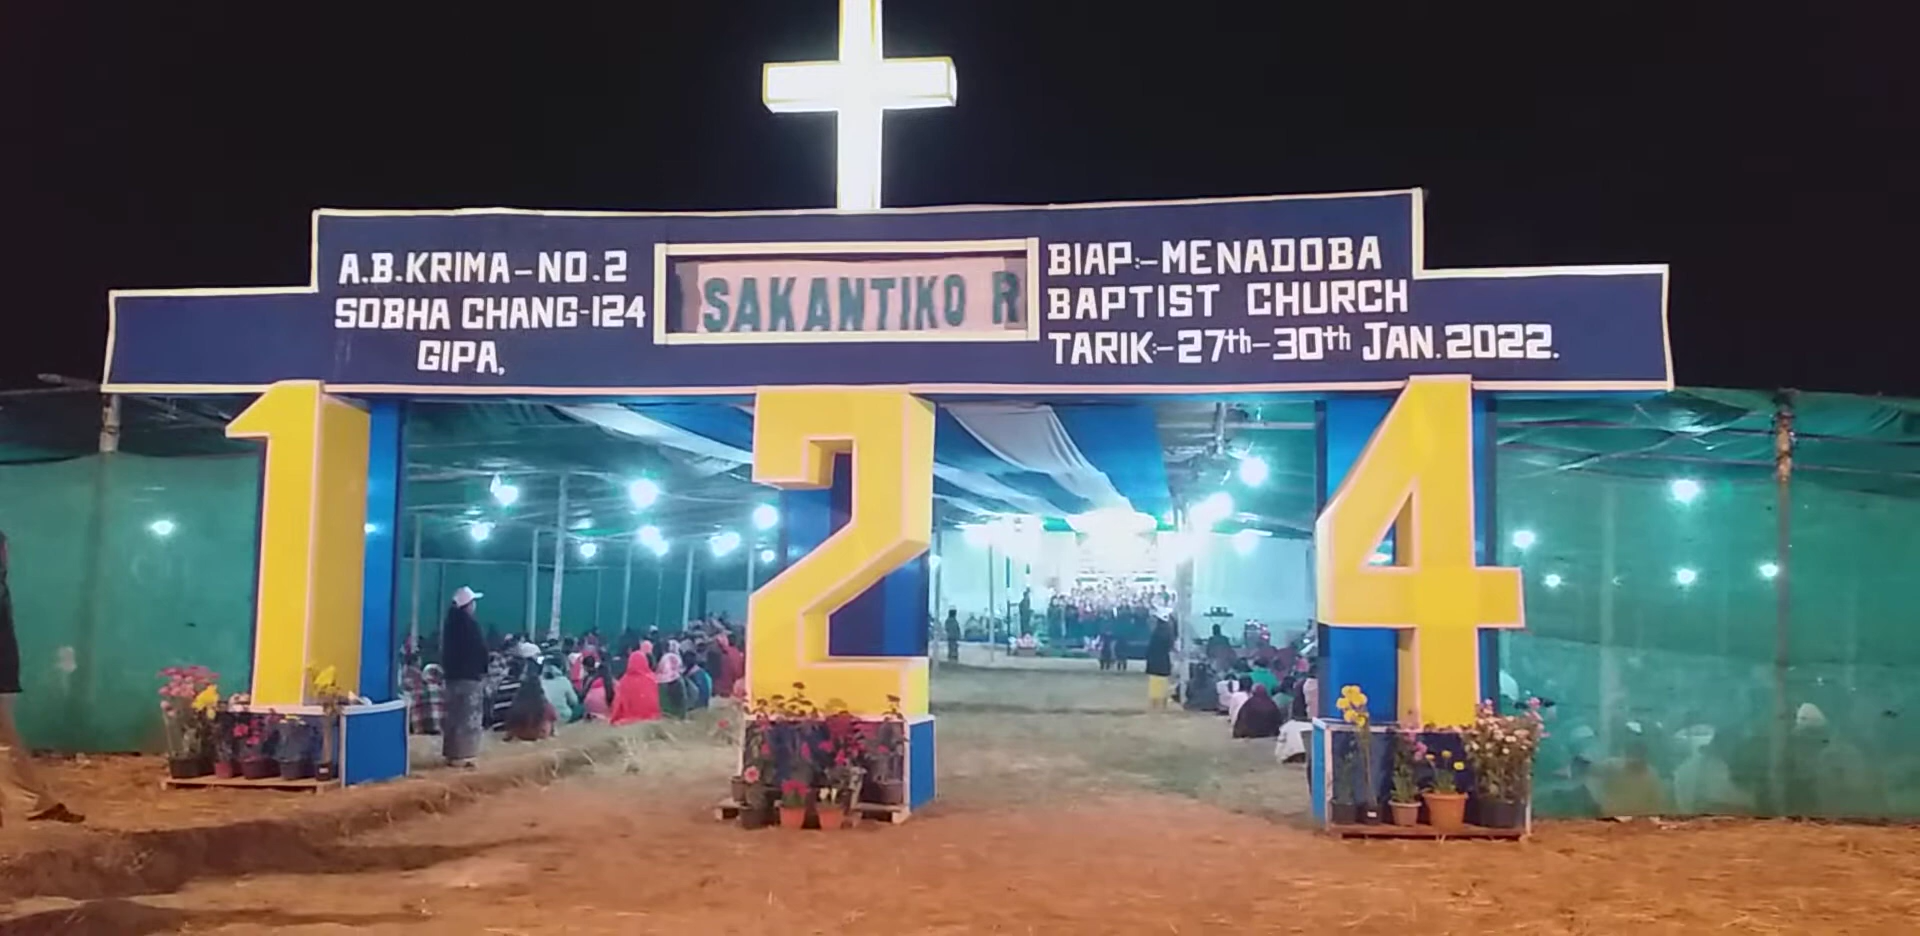 A.B.KRIMA-NO.2
SOBHA CHANG-124
GIPA,
SAKANTIKO R
BIAP:-MENADOBA
BAPTIST CHURCH
TARIK:-27th-30th JAN.2022.
124